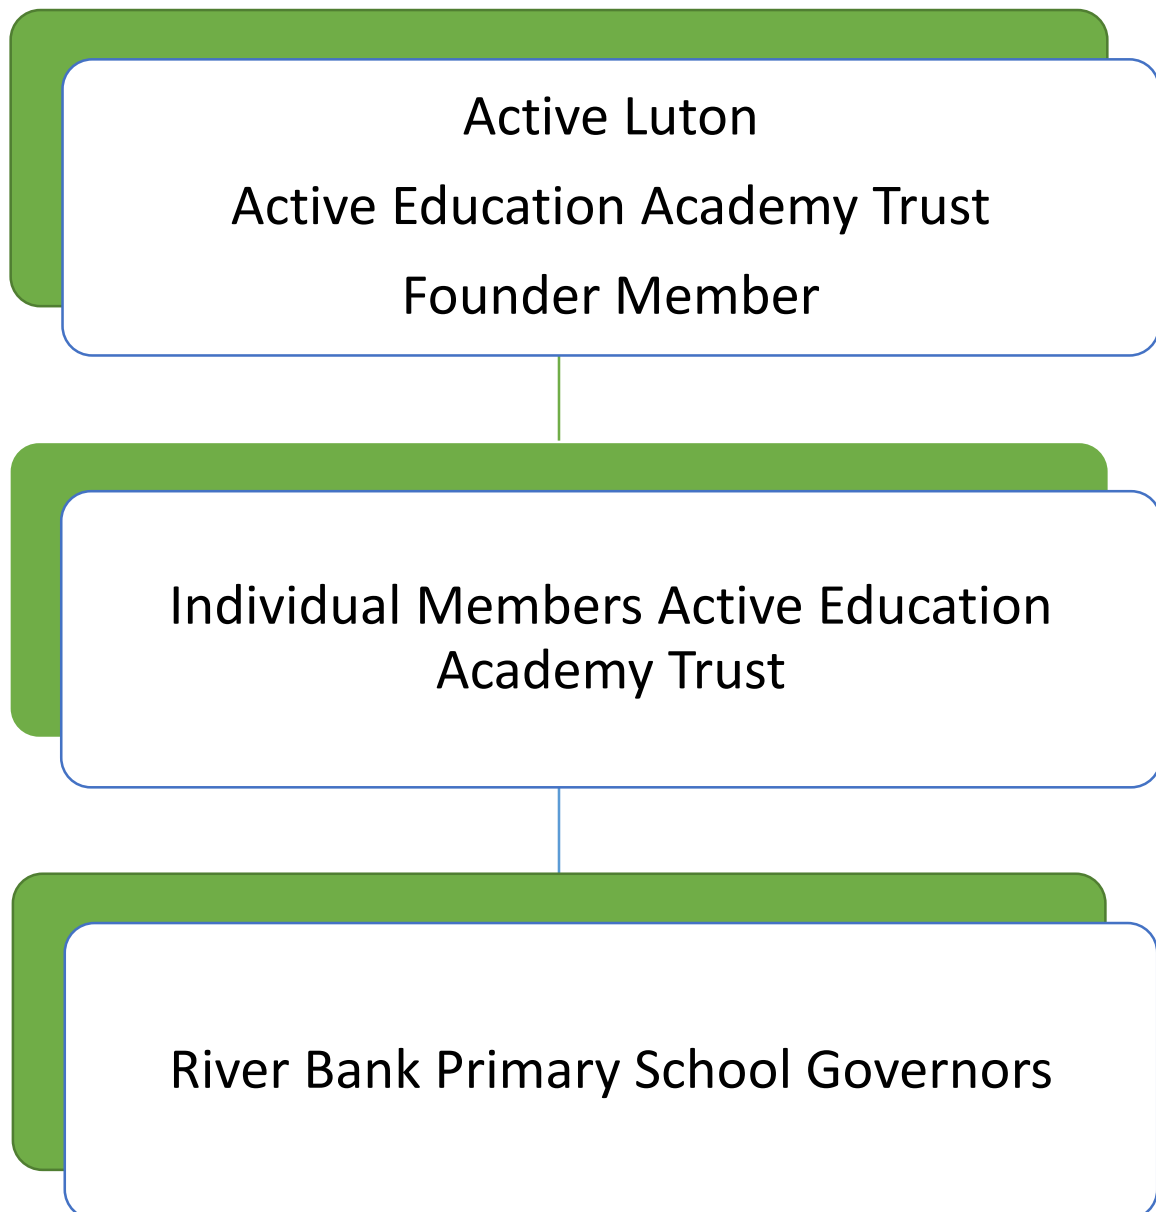 Active Luton
Active Education Academy Trust
Founder Member
Individual Members Active Education
Academy Trust
River Bank Primary School Governors